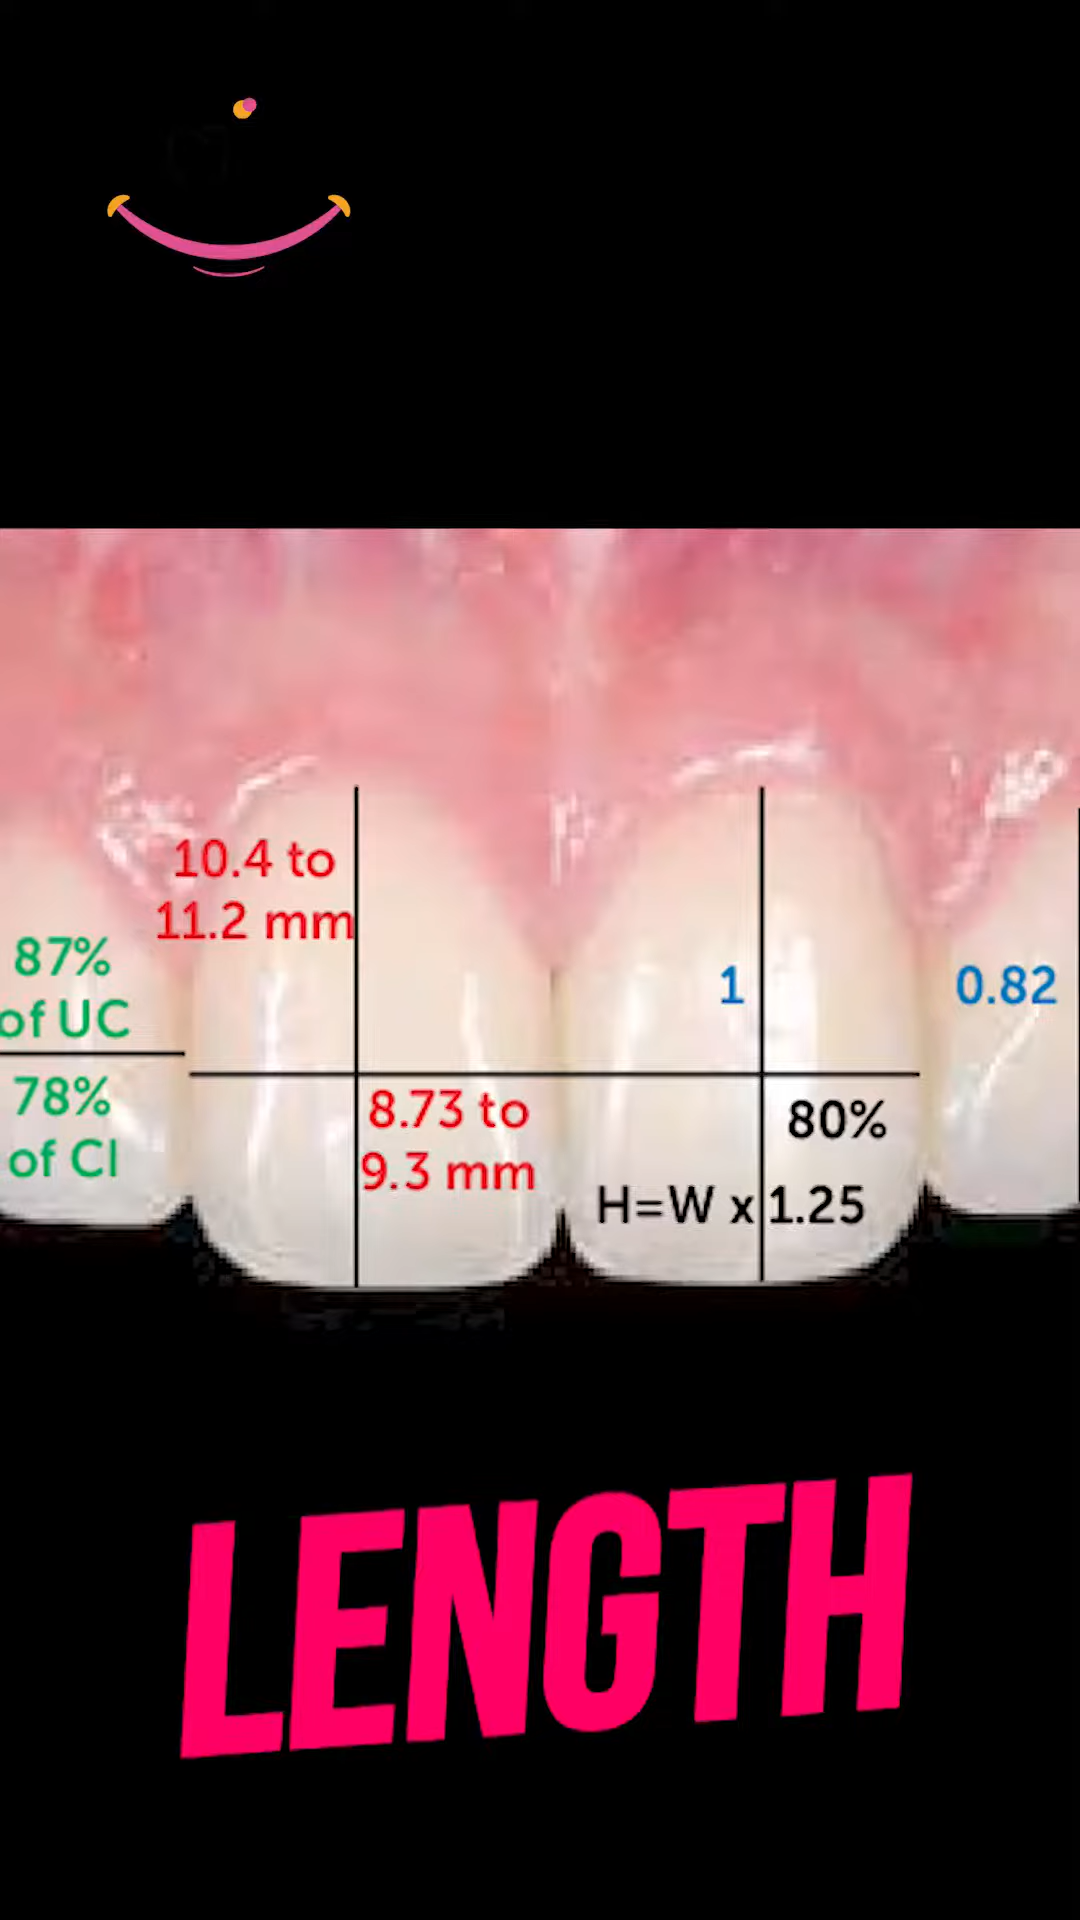 10.4 to
11.2 mm
87%
of UC
78%
of CI
8.73 to
9.3 mm
1
0.82
80%
H=W x 1.25
LENGTH